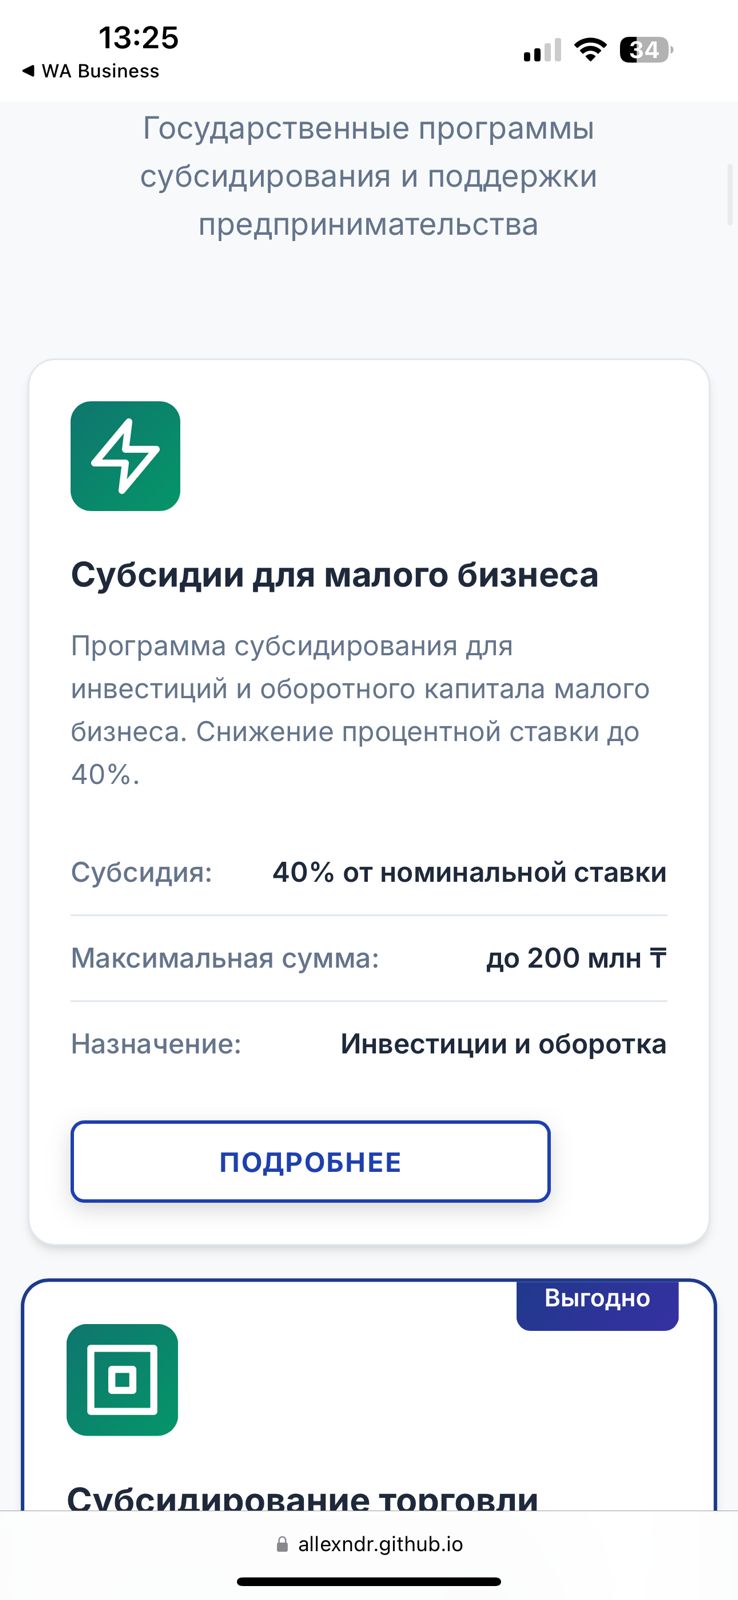 13:25
34
◀ WA Business
Государственные программы
субсидирования и поддержки
предпринимательства
Субсидии для малого бизнеса
Программа субсидирования для
инвестиций и оборотного капитала малого
бизнеса. Снижение процентной ставки до
40%.
Субсидия: 40% от номинальной ставки
Максимальная сумма: до 200 млн ₸
Назначение: Инвестиции и оборотка
ПОДРОБНЕЕ
Выгодно
Субсидирование торговли
allexndr.github.io